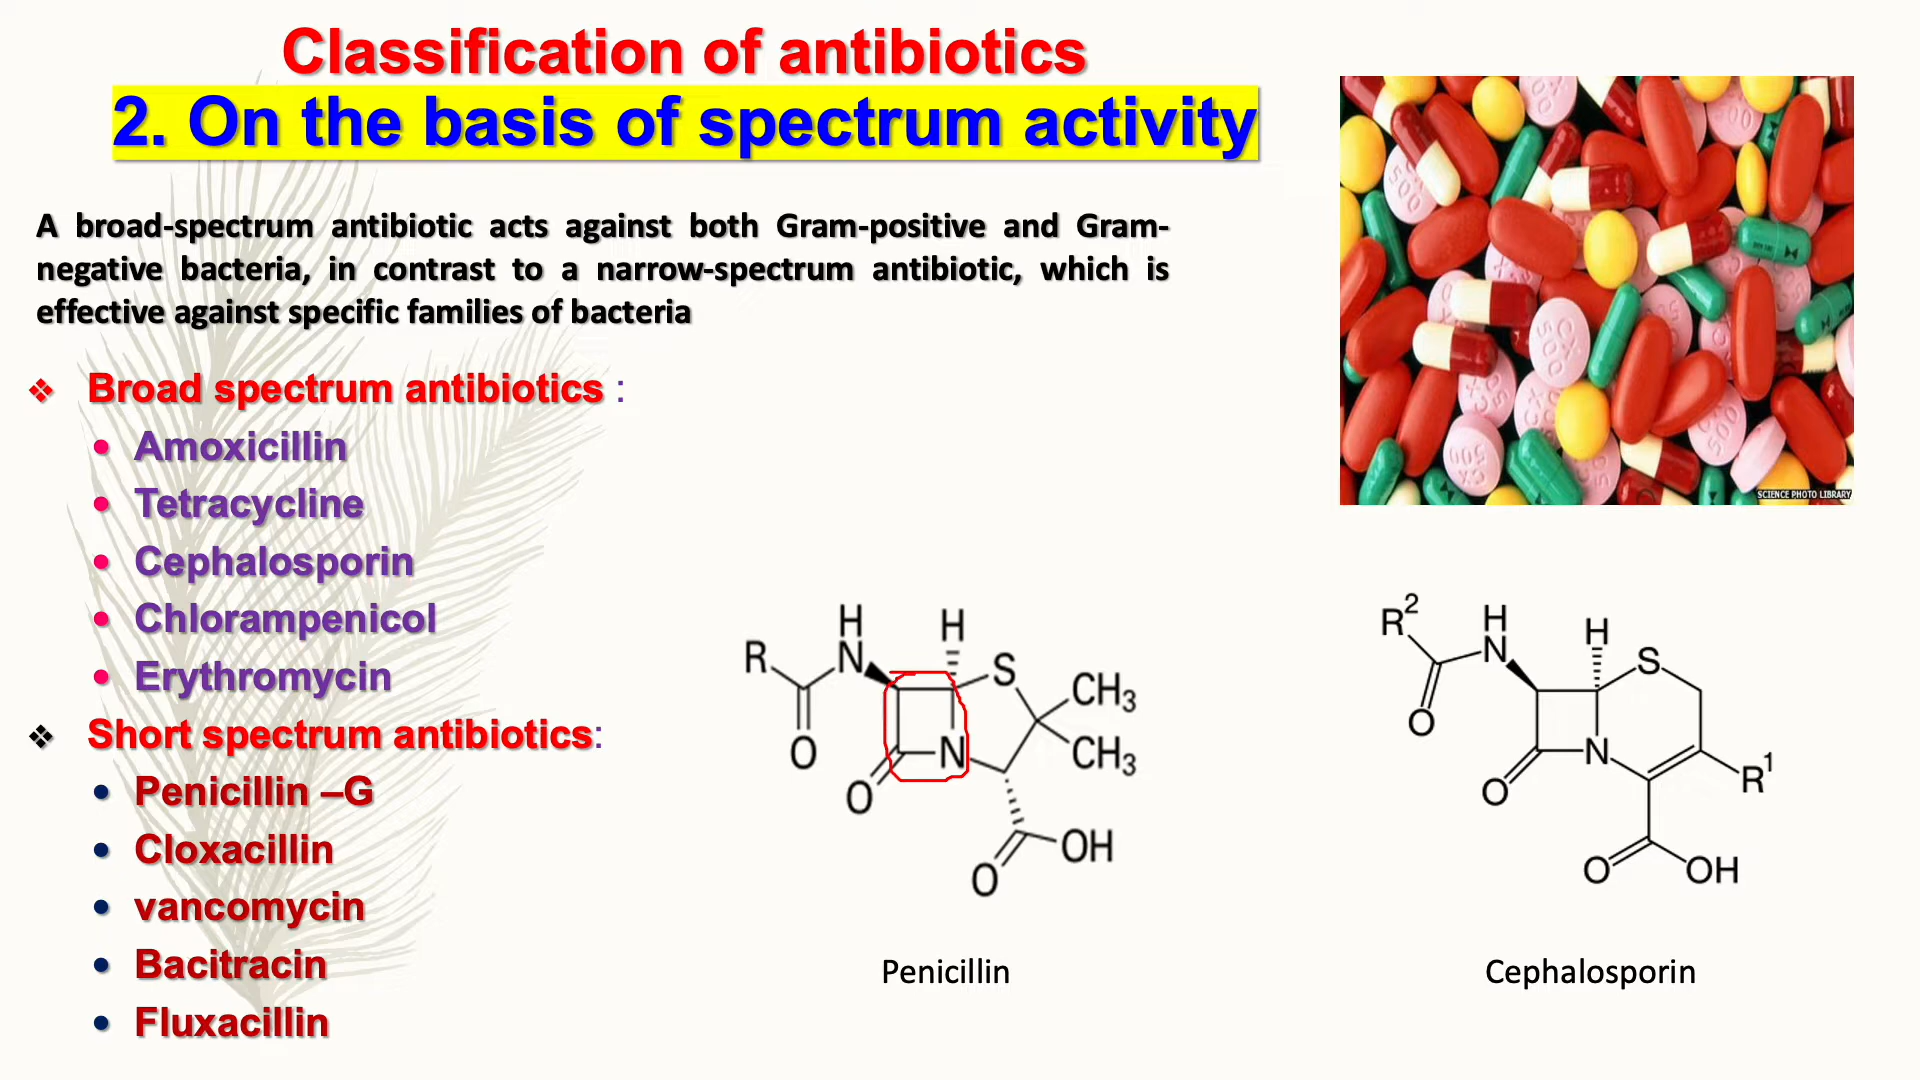 Classification of antibiotics
2. On the basis of spectrum activity
A broad-spectrum antibiotic acts against both Gram-positive and Gram-
negative bacteria, in contrast to a narrow-spectrum antibiotic, which is
effective against specific families of bacteria
❖ Broad spectrum antibiotics :
• Amoxicillin
• Tetracycline
• Cephalosporin
• Chlorampenicol
• Erythromycin
❖ Short spectrum antibiotics:
• Penicillin –G
• Cloxacillin
• vancomycin
• Bacitracin
• Fluxacillin
H
H
R
N
S
CH₃
O
N
CH₃
O
OH
O
Penicillin
R²
H
H
N
S
O
N
O
R¹
O
OH
Cephalosporin
CX
500
SCIENCE PHOTO LIBRARY